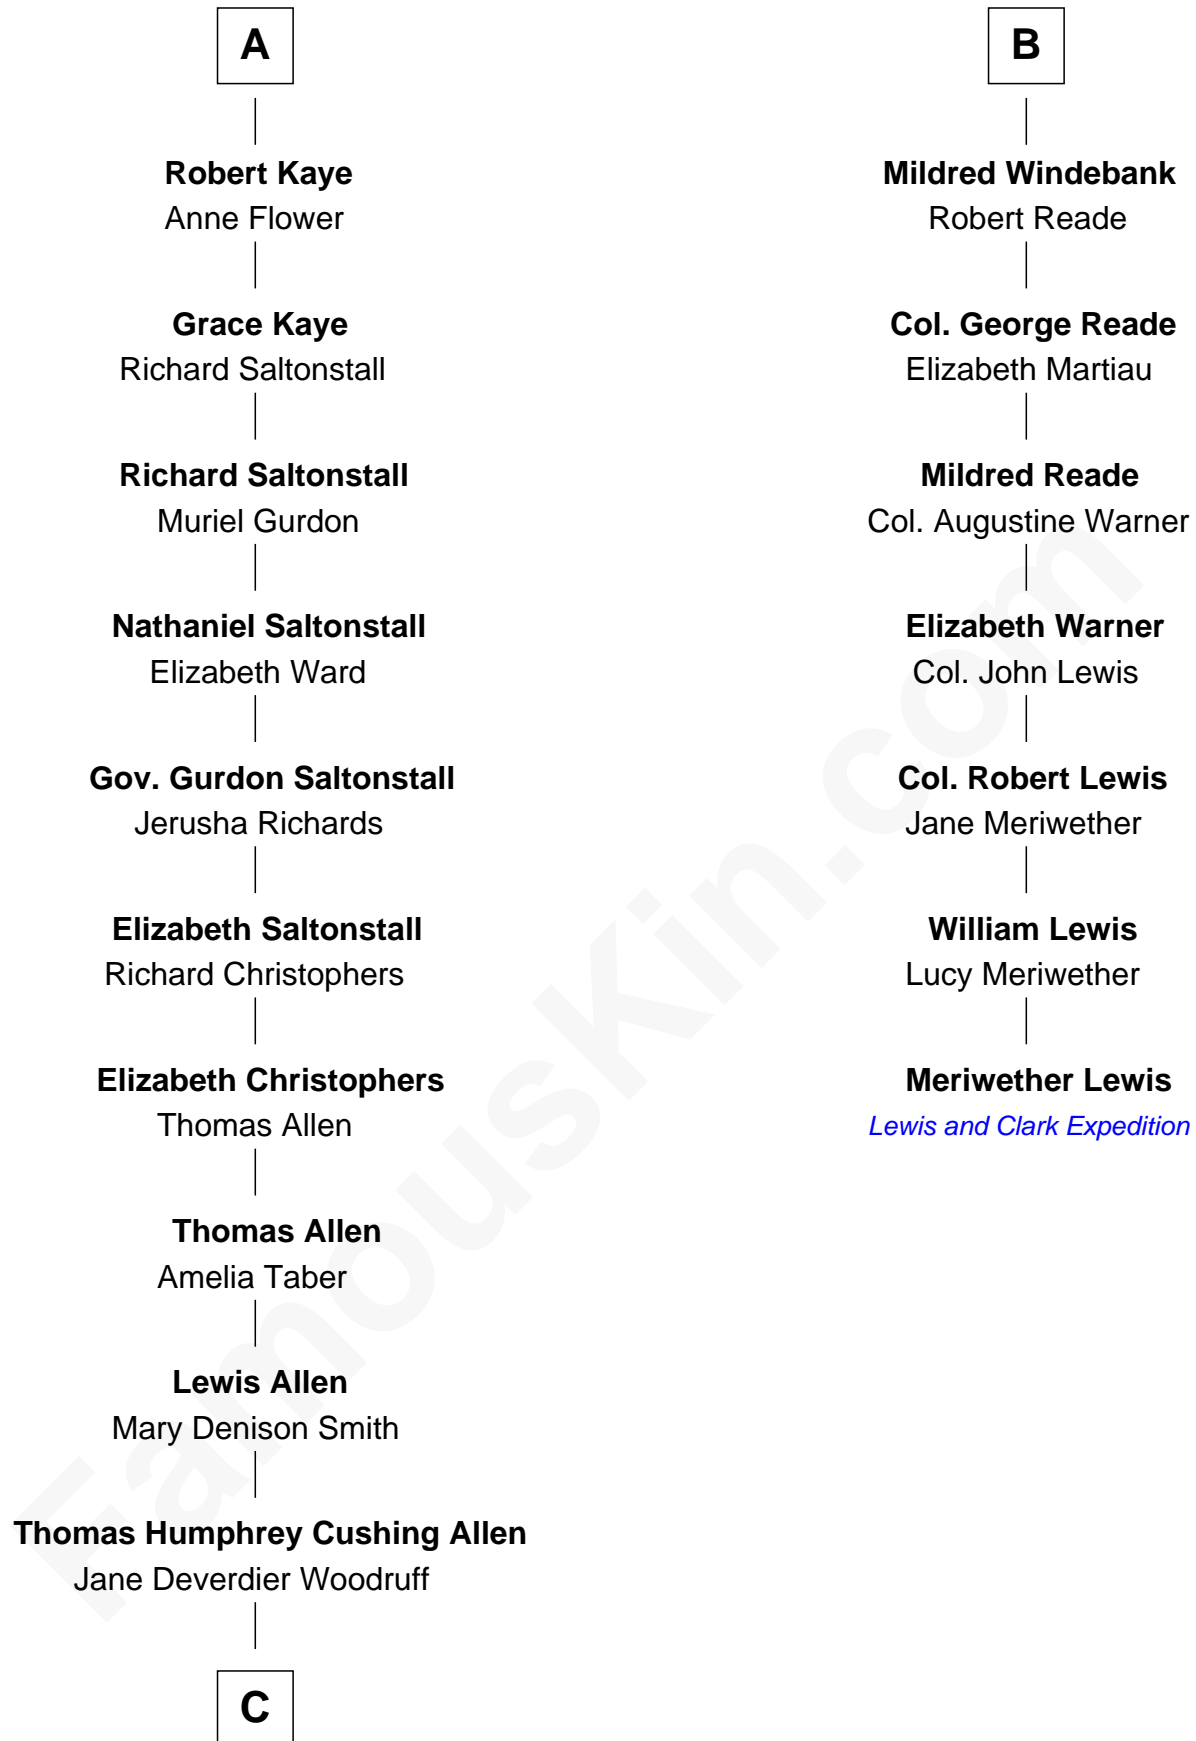 A
Robert Kaye
Anne Flower
Grace Kaye
Richard Saltonstall
Richard Saltonstall
Muriel Gurdon
Nathaniel Saltonstall
Elizabeth Ward
Gov. Gurdon Saltonstall
Jerusha Richards
Elizabeth Saltonstall
Richard Christophers
Elizabeth Christophers
Thomas Allen
Thomas Allen
Amelia Taber
Lewis Allen
Mary Denison Smith
Thomas Humphrey Cushing Allen
Jane Deverdier Woodruff
C
B
Mildred Windebank
Robert Reade
Col. George Reade
Elizabeth Martiau
Mildred Reade
Col. Augustine Warner
Elizabeth Warner
Col. John Lewis
Col. Robert Lewis
Jane Meriwether
William Lewis
Lucy Meriwether
Meriwether Lewis
Lewis and Clark Expedition
FamousKin.com